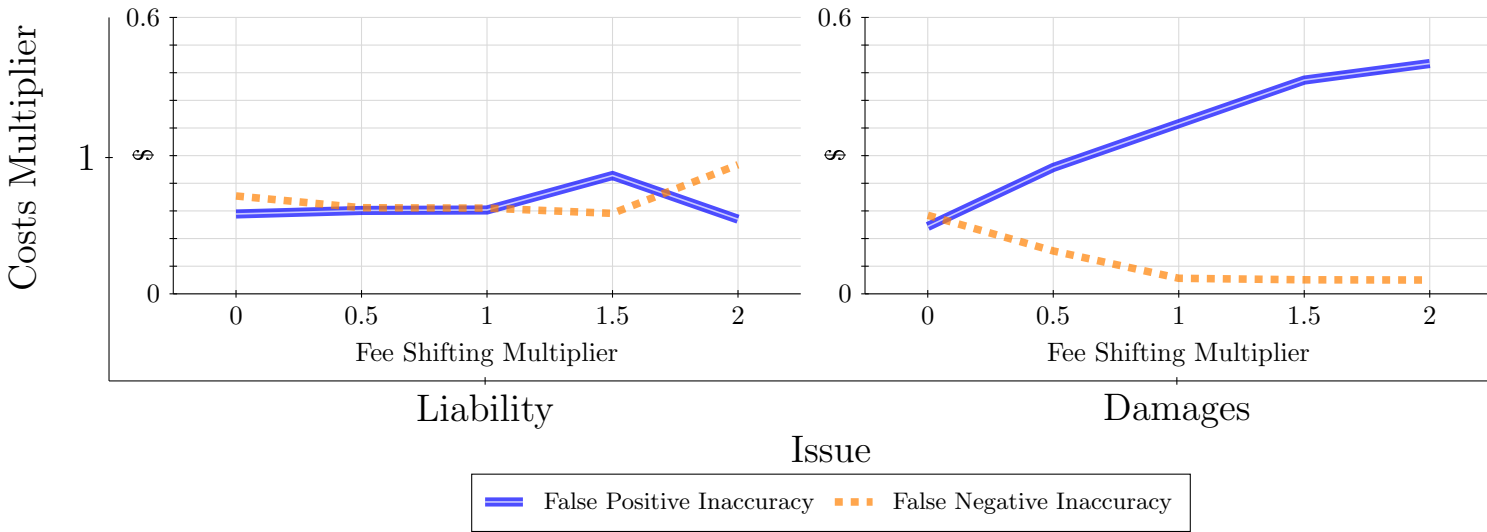 Costs Multiplier
1
0.6
$
0
0 0.5 1 1.5 2
Fee Shifting Multiplier
0.6
$
0
0 0.5 1 1.5 2
Fee Shifting Multiplier
Liability Damages
Issue
False Positive Inaccuracy False Negative Inaccuracy